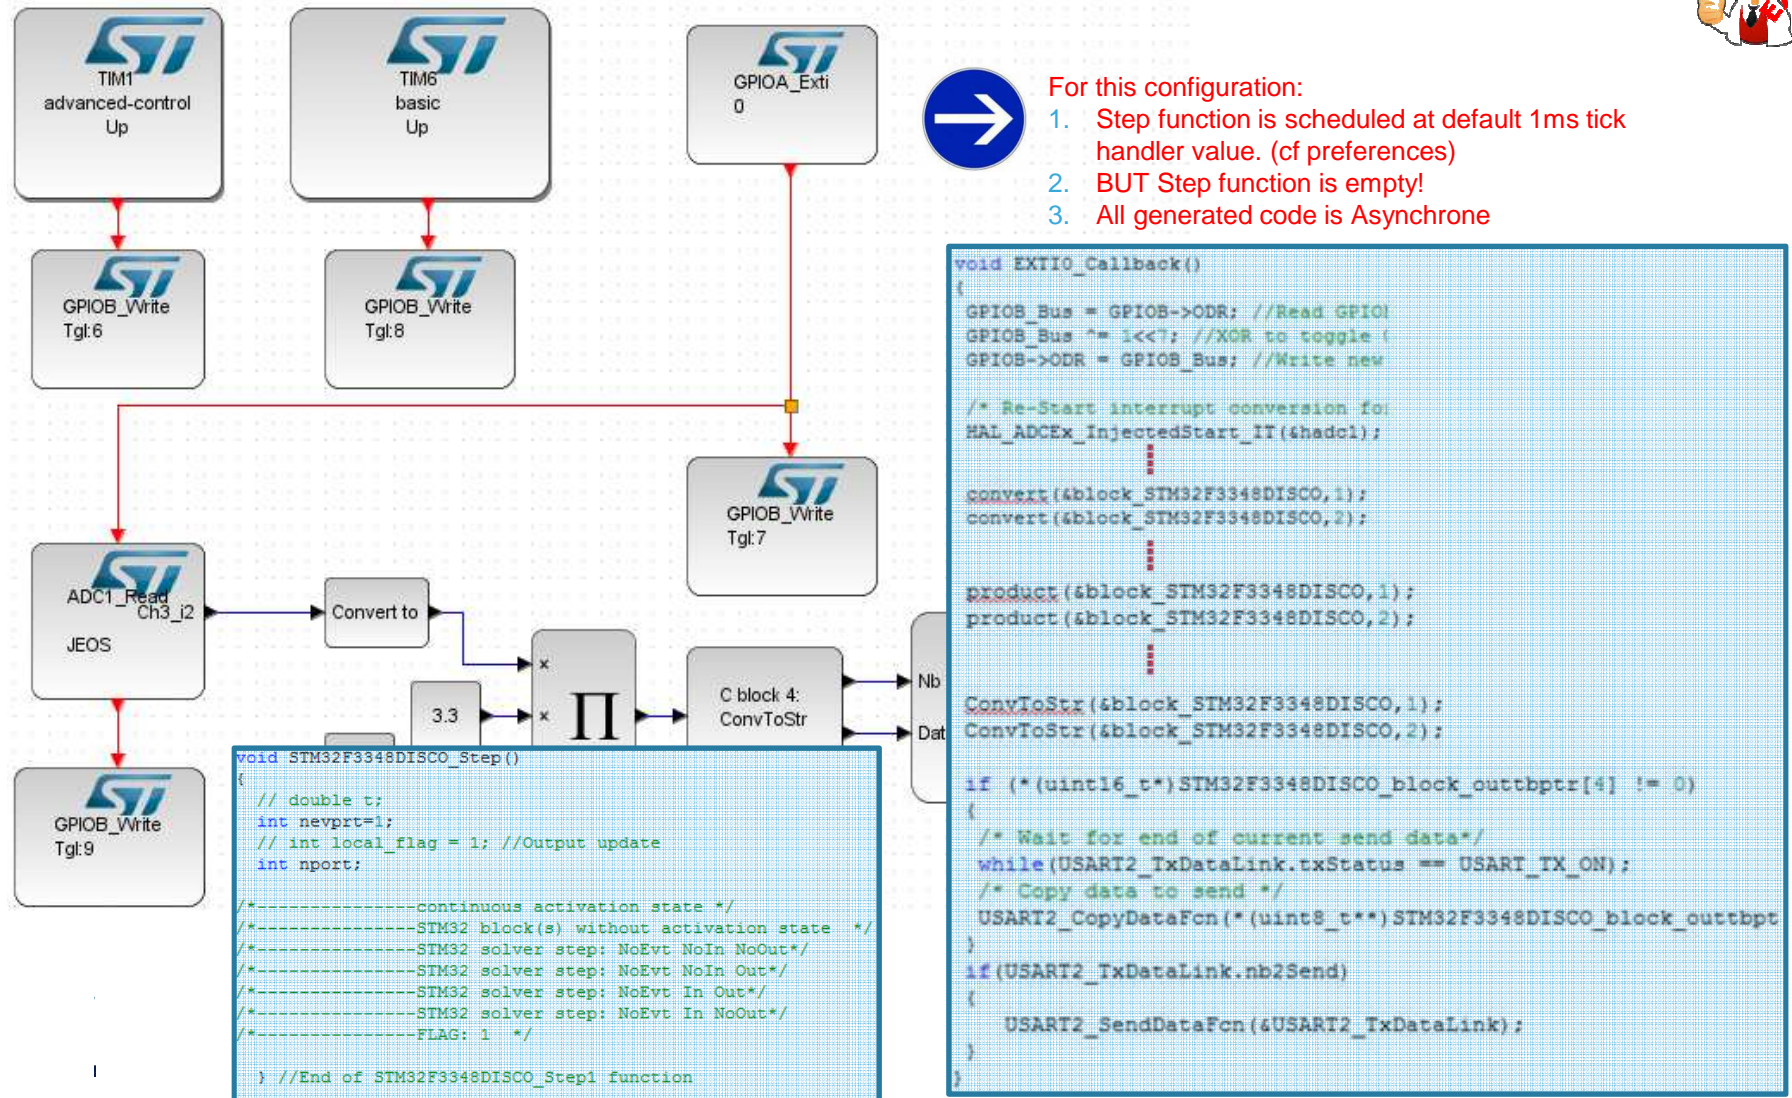 TIM1
advanced-control
Up
TIM6
basic
Up
GPIOA_Exti
0
For this configuration:
1. Step function is scheduled at default 1ms tick
handler value. (cf preferences)
2. BUT Step function is empty!
3. All generated code is Asynchrone
GPIOB_Write
Tgl:6
GPIOB_Write
Tgl:8
GPIOB_Write
Tgl:7
ADC1_Read
Ch3_i2
JEOS
Convert to
3.3
×
×
Π
C block 4:
ConvToStr
Nb
Dat
GPIOB_Write
Tgl:9
void STM32F3348DISCO_Step()
{
// double t;
int nevprt=1;
// int local_flag = 1; //Output update
int nport;
/*---------------continuous activation state */
/*---------------STM32 block(s) without activation state */
/*---------------STM32 solver step: NoEvt NoIn NoOut*/
/*---------------STM32 solver step: NoEvt NoIn Out*/
/*---------------STM32 solver step: NoEvt In Out*/
/*---------------STM32 solver step: NoEvt In NoOut*/
/*---------------FLAG: 1 */
} //End of STM32F3348DISCO_Step1 function
void EXTI0_Callback()
{
GPIOB_Bus = GPIOB->ODR; //Read GPIO
GPIOB_Bus ^= 1<<7; //XOR to toggle
GPIOB->ODR = GPIOB_Bus; //Write new
/* Re-Start interrupt conversion for
HAL_ADCEx_InjectedStart_IT(&hadc1);
convert(&block_STM32F3348DISCO,1);
convert(&block_STM32F3348DISCO,2);
product(&block_STM32F3348DISCO,1);
product(&block_STM32F3348DISCO,2);
ConvToStr(&block_STM32F3348DISCO,1);
ConvToStr(&block_STM32F3348DISCO,2);
if (*(uint16_t*)STM32F3348DISCO_block_outtbptr[4] != 0)
{
/* Wait for end of current send data*/
while(USART2_TxDataLink.txStatus == USART_TX_ON);
/* Copy data to send */
USART2_CopyDataFcn(*(uint8_t**)STM32F3348DISCO_block_outtbpt
}
if(USART2_TxDataLink.nb2Send)
{
USART2_SendDataFcn(&USART2_TxDataLink);
}
}